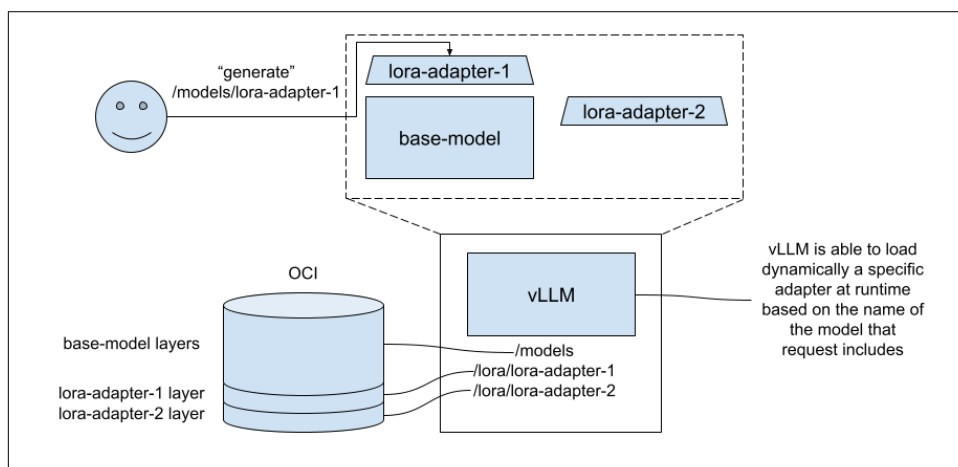 "generate"
/models/lora-adapter-1
lora-adapter-1
base-model
lora-adapter-2
OCI
base-model layers
lora-adapter-1 layer
lora-adapter-2 layer
vLLM
/models
/lora/lora-adapter-1
/lora/lora-adapter-2
vLLM is able to load
dynamically a specific
adapter at runtime
based on the name of
the model that
request includes